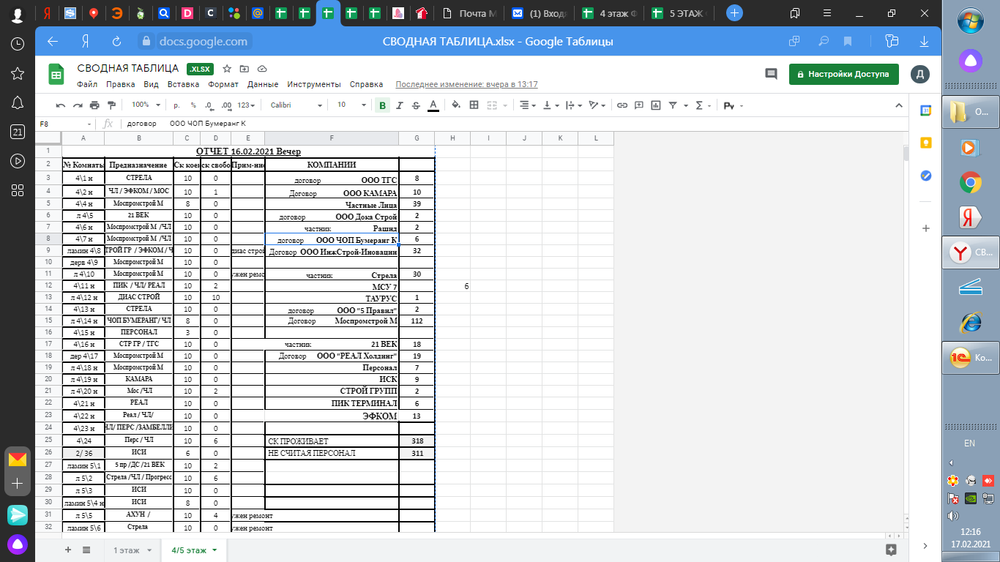 Почта М
(1) Входя
4 этаж Ф
5 ЭТАЖ
docs.google.com
СВОДНАЯ ТАБЛИЦА.xlsx - Google Таблицы
СВОДНАЯ ТАБЛИЦА .XLSX
Настройки Доступа
Д
Файл Правка Вид Вставка Формат Данные Инструменты Справка Последнее изменение: вчера в 13:17
100% р. % .0 .00 123 Calibri 10 B I S A
F8 fx договор ООО ЧОП Бумеранг К
A B C D E F G H I J K L
1 ОТЧЕТ 16.02.2021 Вечер
2 № Комнаты Предназначение Ск коек ск свобо Прим-ние КОМПАНИИ
3 4\1 н СТРЕЛА 10 0 договор ООО ТГС 8
4 4\2 н ЧЛ / ЭФКОМ / МОС 10 1 Договор ООО КАМАРА 10
5 4\4 н Моспромстрой М 8 0 Частные Лица 39
6 л 4\5 21 ВЕК 10 0 договор ООО Дока Строй 2
7 4\6 н Моспромстрой М /ЧЛ 10 0 частник Рашид 2
8 4\7 н Моспромстрой М /ЧЛ 10 0 договор ООО ЧОП Бумеранг К 6
9 ламин 4\8 ТРОЙ ГР / ЭФКОМ / Ч 10 0 диас строй Договор ООО ИнжСтрой-Иновации 32
10 дерв 4\9 Моспромстрой М 10 0
11 л 4\10 Моспромстрой М 10 0 ужен ремо частник Стрела 30
12 4\11 н ПИК / ЧЛ/ РЕАЛ 10 2 МСУ 7 6
13 л 4\12 н ДИАС СТРОЙ 10 10 ТАУРУС 1
14 4\13 н СТРЕЛА 10 0 договор ООО "5 Правил" 2
15 л 4\14 н ЧОП БУМЕРАНГ/ ЧЛ 8 0 Договор Моспромстрой М 112
16 4\15 н ПЕРСОНАЛ 3 0
17 4\16 н СТР ГР / ТГС 10 0 частник 21 ВЕК 18
18 дер 4\17 Моспромстрой М 10 0 Договор ООО "РЕАЛ Холдинг" 19
19 л 4\18 н Моспромстрой М 10 0 Персонал 7
20 л 4\19 н КАМАРА 10 0 ИСК 9
21 л 4\20 н Мос /ЧЛ 10 2 СТРОЙ ГРУПП 2
22 4\21 н РЕАЛ 10 0 ПИК ТЕРМИНАЛ 6
23 4\22 н Реал / ЧЛ/ 10 0 ЭФКОМ 13
24 4\23 н ЧЛ/ ПЕРС /ЗАМБЕЛЛИ 10 0
25 4\24 Перс / ЧЛ 10 6 СК ПРОЖИВАЕТ 318
26 2/ 36 ИСИ 6 0 НЕ СЧИТАЯ ПЕРСОНАЛ 311
27 ламин 5\1 5 пр /ДС /21 ВЕК 10 2
28 л 5\2 Стрела /ЧЛ / Прогресс 10 6
29 л 5\3 ИСИ 10 0
30 ламин 5\4 н ИСИ 8 0
31 л 5\5 АХУН / 10 4 ужен ремонт
32 ламин 5\6 Стрела 10 0 ужен ремонт
1 этаж
4/5 этаж
21
О...
СВ...
Ко...
EN
12:16
17.02.2021